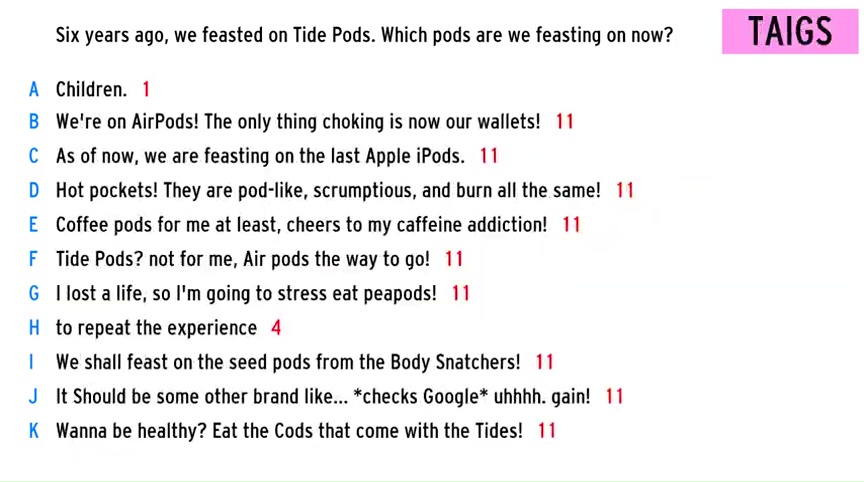 Six years ago, we feasted on Tide Pods. Which pods are we feasting on now?
TAIGS
A Children. 1
B We're on AirPods! The only thing choking is now our wallets! 11
C As of now, we are feasting on the last Apple iPods. 11
D Hot pockets! They are pod-like, scrumptious, and burn all the same! 11
E Coffee pods for me at least, cheers to my caffeine addiction! 11
F Tide Pods? not for me, Air pods the way to go! 11
G I lost a life, so I'm going to stress eat peapods! 11
H to repeat the experience 4
I We shall feast on the seed pods from the Body Snatchers! 11
J It Should be some other brand like... *checks Google* uhhhh. gain! 11
K Wanna be healthy? Eat the Cods that come with the Tides! 11